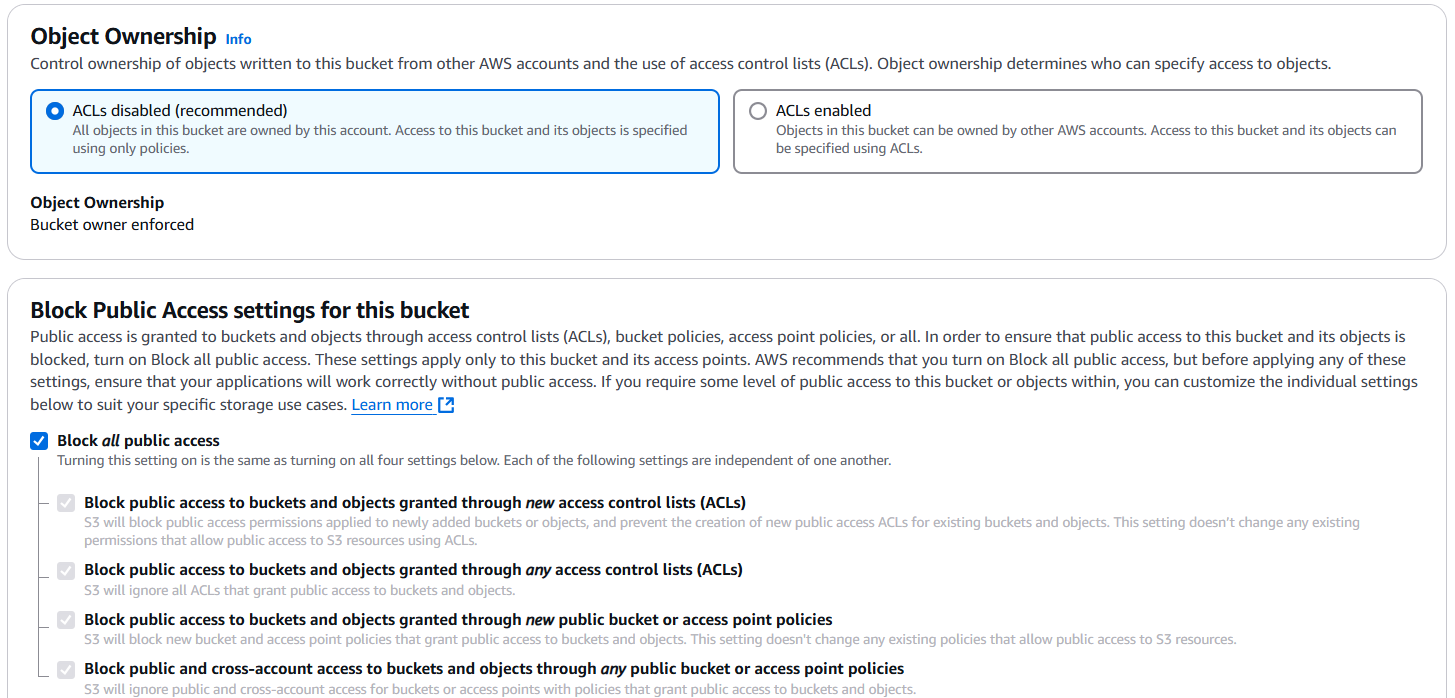 Object Ownership Info
Control ownership of objects written to this bucket from other AWS accounts and the use of access control lists (ACLs). Object ownership determines who can specify access to objects.
ACLs disabled (recommended)
All objects in this bucket are owned by this account. Access to this bucket and its objects is specified
using only policies.
ACLs enabled
Objects in this bucket can be owned by other AWS accounts. Access to this bucket and its objects can
be specified using ACLs.
Object Ownership
Bucket owner enforced
Block Public Access settings for this bucket
Public access is granted to buckets and objects through access control lists (ACLs), bucket policies, access point policies, or all. In order to ensure that public access to this bucket and its objects is
blocked, turn on Block all public access. These settings apply only to this bucket and its access points. AWS recommends that you turn on Block all public access, but before applying any of these
settings, ensure that your applications will work correctly without public access. If you require some level of public access to this bucket or objects within, you can customize the individual settings
below to suit your specific storage use cases. Learn more
Block all public access
Turning this setting on is the same as turning on all four settings below. Each of the following settings are independent of one another.
Block public access to buckets and objects granted through new access control lists (ACLs)
S3 will block public access permissions applied to newly added buckets or objects, and prevent the creation of new public access ACLs for existing buckets and objects. This setting doesn't change any existing
permissions that allow public access to S3 resources using ACLs.
Block public access to buckets and objects granted through any access control lists (ACLs)
S3 will ignore all ACLs that grant public access to buckets and objects.
Block public access to buckets and objects granted through new public bucket or access point policies
S3 will block new bucket and access point policies that grant public access to buckets and objects. This setting doesn't change any existing policies that allow public access to S3 resources.
Block public and cross-account access to buckets and objects through any public bucket or access point policies
S3 will ignore public and cross-account access for buckets or access points with policies that grant public access to buckets and objects.